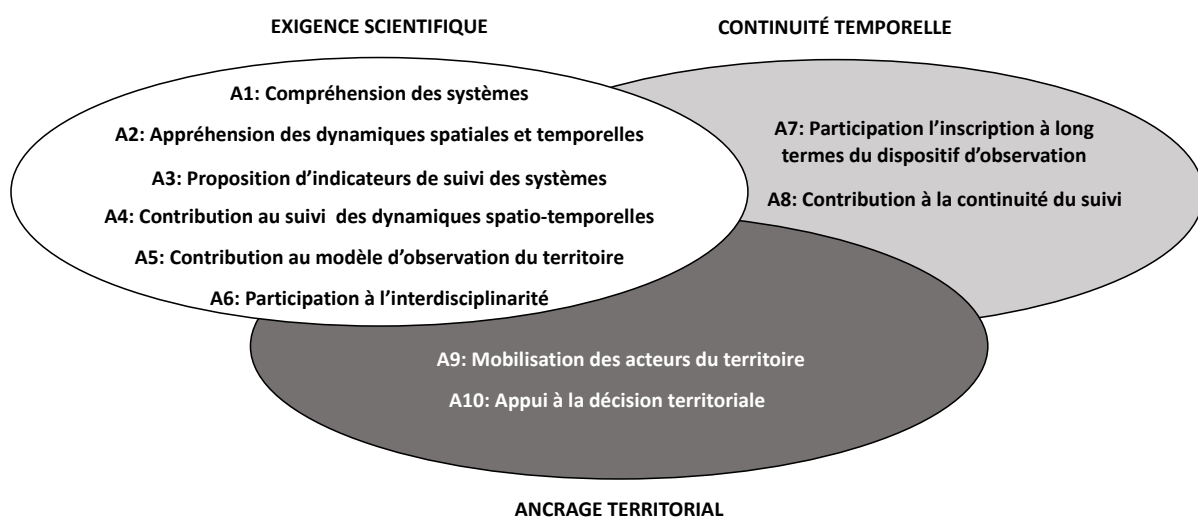 EXIGENCE SCIENTIFIQUE
CONTINUITÉ TEMPORELLE
A1: Compréhension des systèmes
A2: Appréhension des dynamiques spatiales et temporelles
A3: Proposition d’indicateurs de suivi des systèmes
A4: Contribution au suivi des dynamiques spatio-temporelles
A5: Contribution au modèle d’observation du territoire
A6: Participation à l’interdisciplinarité
A7: Participation l’inscription à long
termes du dispositif d’observation
A8: Contribution à la continuité du suivi
A9: Mobilisation des acteurs du territoire
A10: Appui à la décision territoriale
ANCRAGE TERRITORIAL